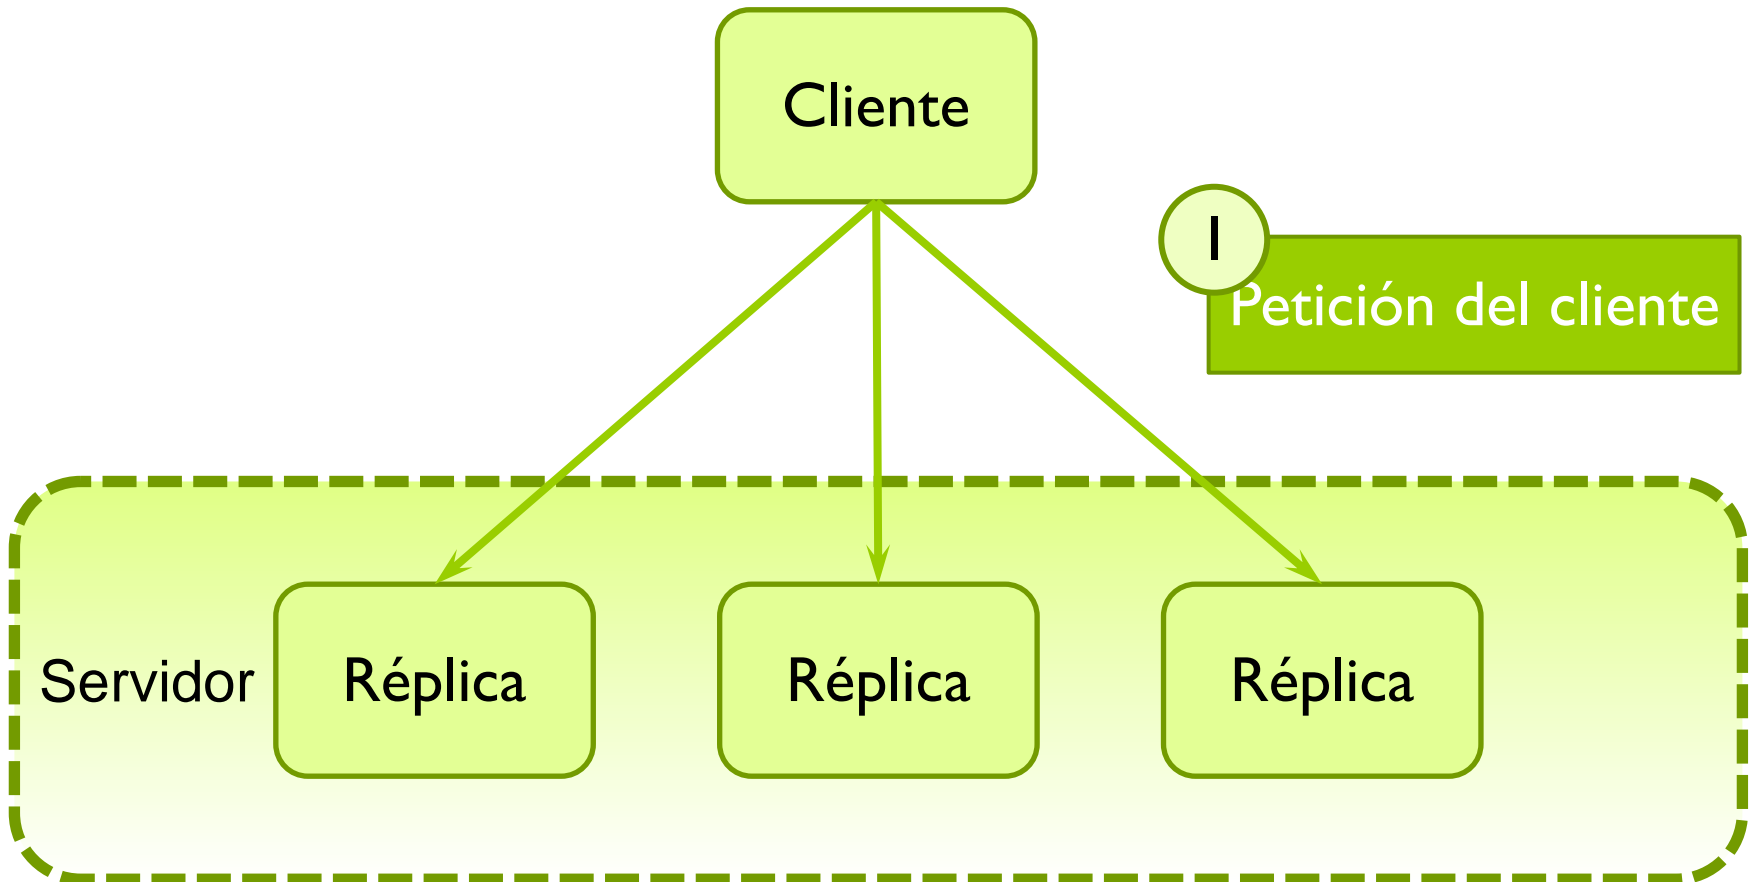 Cliente
1
Petición del cliente
Servidor
Réplica
Réplica
Réplica